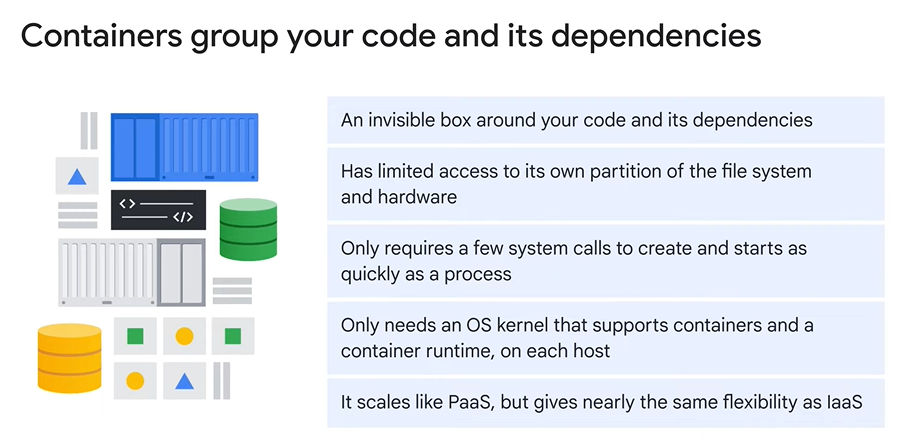 Containers group your code and its dependencies
An invisible box around your code and its dependencies
Has limited access to its own partition of the file system
and hardware
<> </>
Only requires a few system calls to create and starts as
quickly as a process
Only needs an OS kernel that supports containers and a
container runtime, on each host
It scales like PaaS, but gives nearly the same flexibility as IaaS